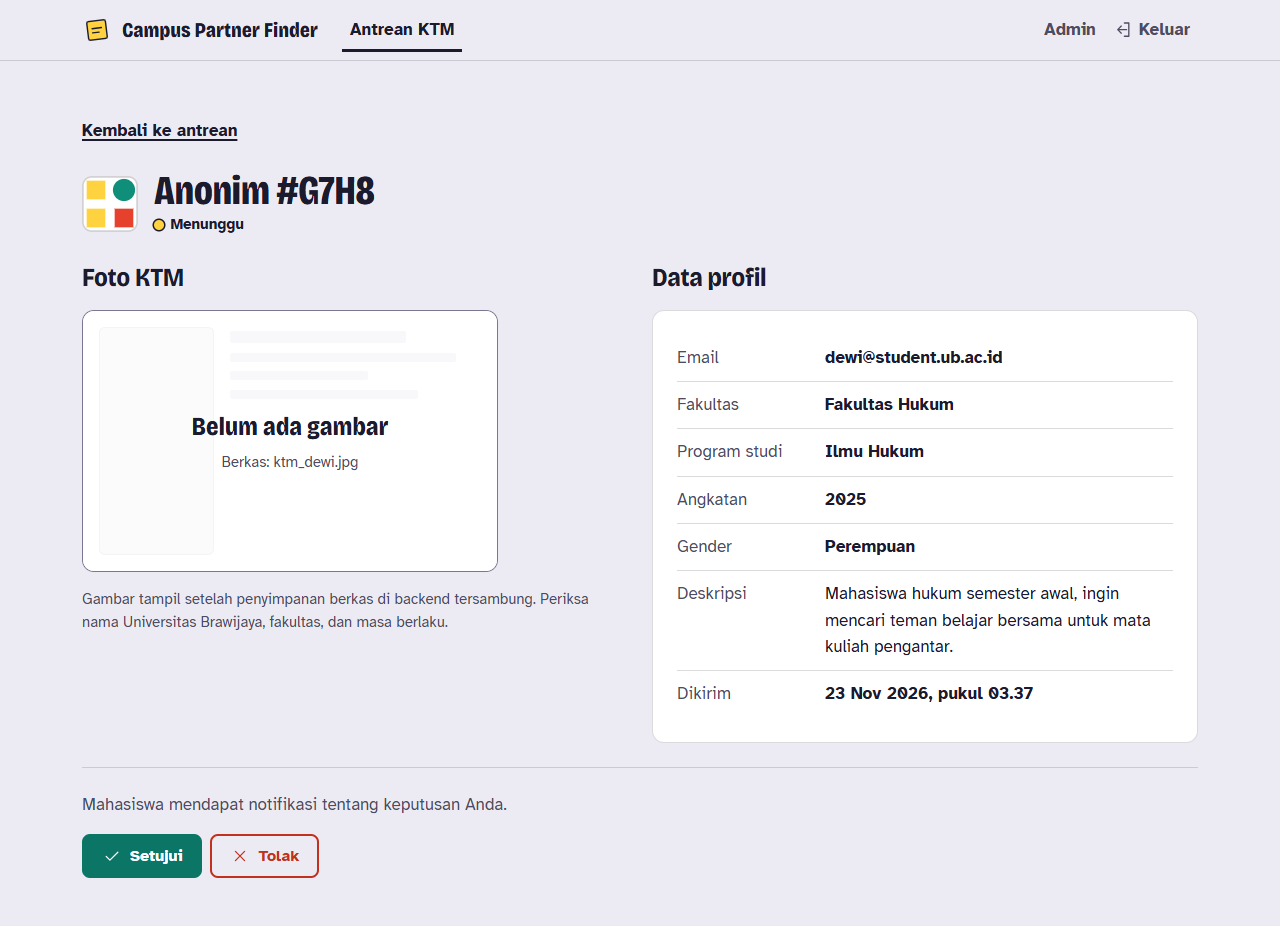 Campus Partner Finder
Antrean KTM
Admin
Keluar
Kembali ke antrean
Anonim #G7H8
Menunggu
Foto KTM
Belum ada gambar
Berkas: ktm_dewi.jpg
Gambar tampil setelah penyimpanan berkas di backend tersambung. Periksa
nama Universitas Brawijaya, fakultas, dan masa berlaku.
Data profil
Email dewi@student.ub.ac.id
Fakultas Fakultas Hukum
Program studi Ilmu Hukum
Angkatan 2025
Gender Perempuan
Deskripsi Mahasiswa hukum semester awal, ingin
mencari teman belajar bersama untuk mata
kuliah pengantar.
Dikirim 23 Nov 2026, pukul 03.37
Mahasiswa mendapat notifikasi tentang keputusan Anda.
Setujui
Tolak